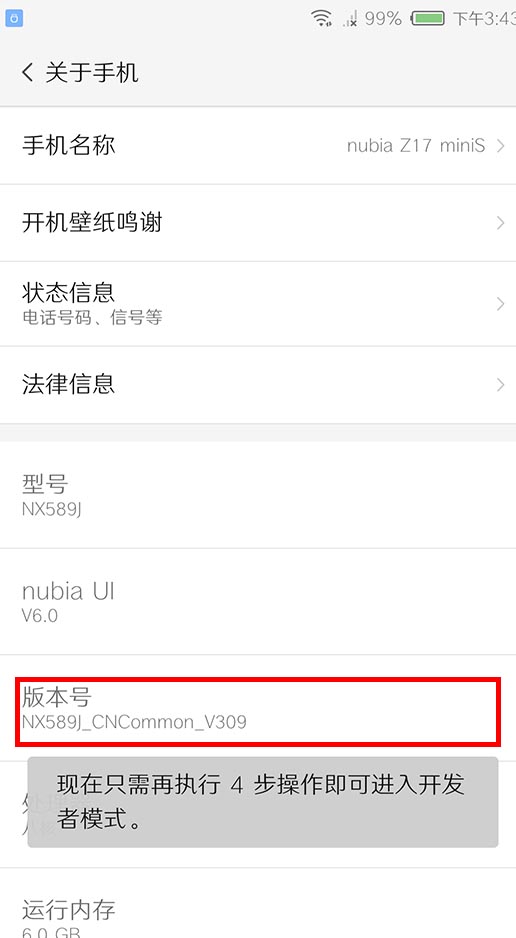 99% 下午3:43
关于手机
手机名称 nubia Z17 miniS
开机壁纸鸣谢
状态信息
电话号码、信号等
法律信息
型号
NX589J
nubia UI
V6.0
版本号
NX589J_CNCommon_V309
现在只需再执行 4 步操作即可进入开发
者模式。
运行内存
6.0 GB